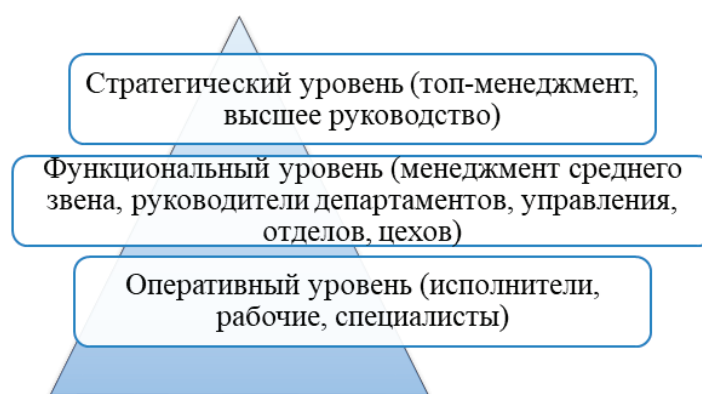 Стратегический уровень (топ-менеджмент,
высшее руководство)
Функциональный уровень (менеджмент среднего
звена, руководители департаментов, управления,
отделов, цехов)
Оперативный уровень (исполнители,
рабочие, специалисты)